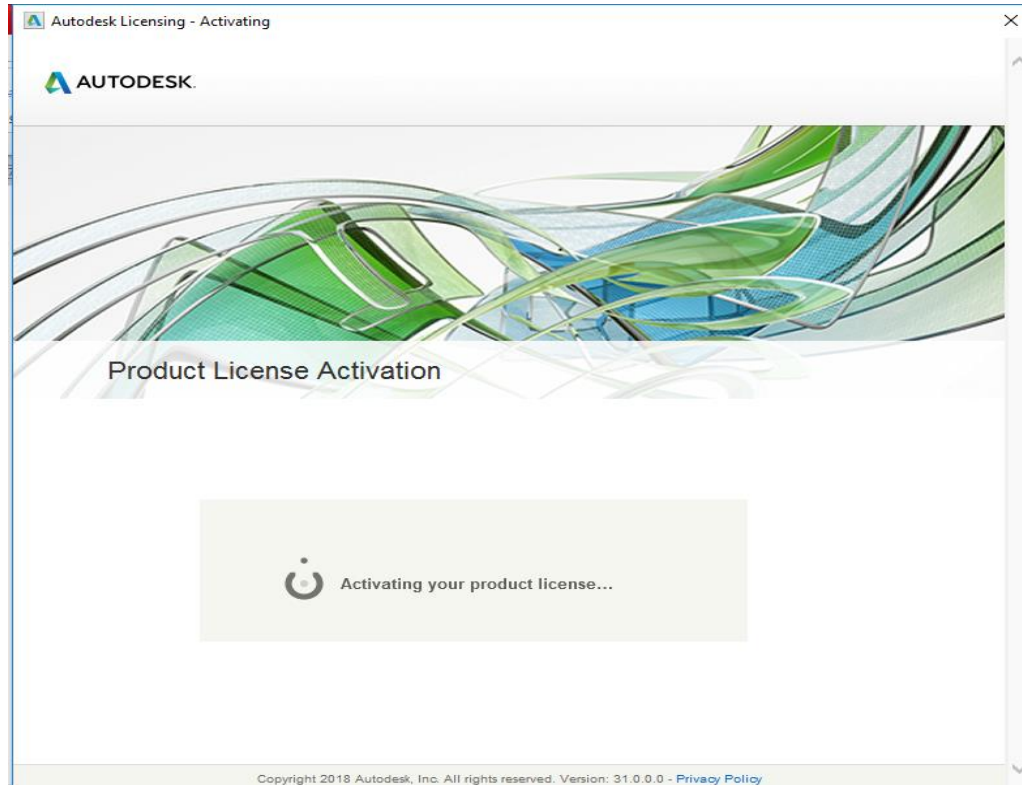 Autodesk Licensing - Activating
AUTODESK.
Product License Activation
Activating your product license...
Copyright 2018 Autodesk, Inc. All rights reserved. Version: 31.0.0.0 - Privacy Policy